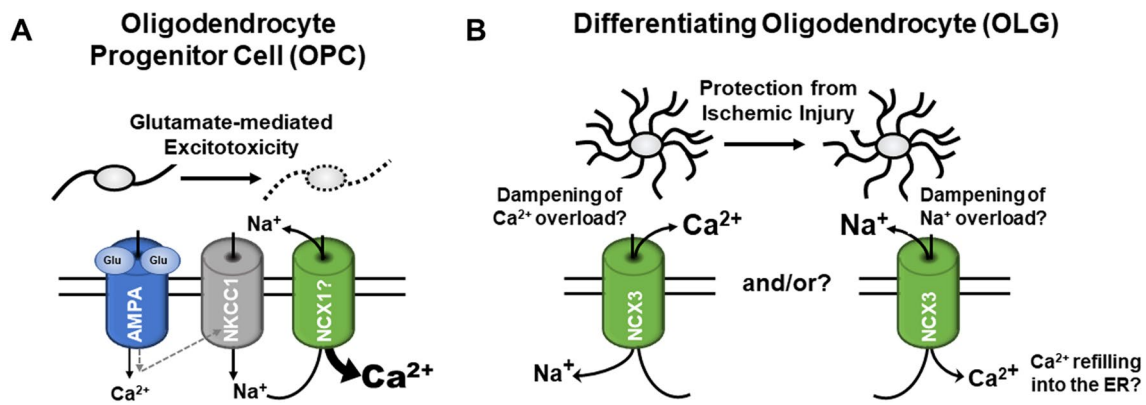 A
Oligodendrocyte
Progenitor Cell (OPC)
Glutamate-mediated
Excitotoxicity
Na⁺
Glu
Glu
AMPA
NKCC1
NCX1?
Ca²⁺
Na⁺
Ca²⁺
B
Differentiating Oligodendrocyte (OLG)
Protection from
Ischemic Injury
Dampening of
Ca²⁺ overload?
Ca²⁺
NCX3
Na⁺
and/or?
Dampening of
Na⁺ overload?
Na⁺
NCX3
Ca²⁺
Ca²⁺ refilling
into the ER?